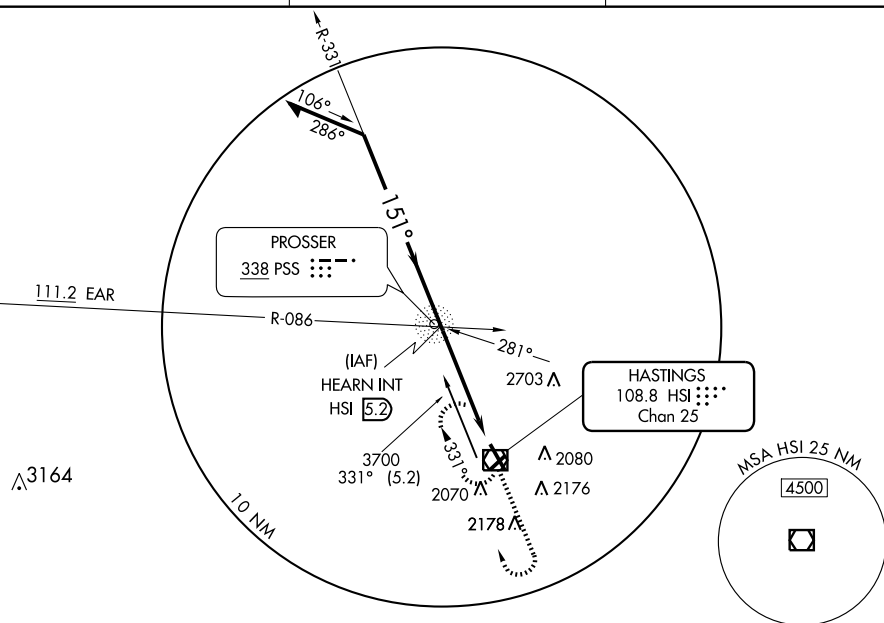 R-331
106°
286°
151°
PROSSER
338 PSS
111.2 EAR
R-086
281°
(IAF)
HEARN INT
HSI 5.2
2703
HASTINGS
108.8 HSI
Chan 25
3700
331° (5.2)
331°
2080
2070
2176
2178
3164
10 NM
MSA HSI 25 NM
4500